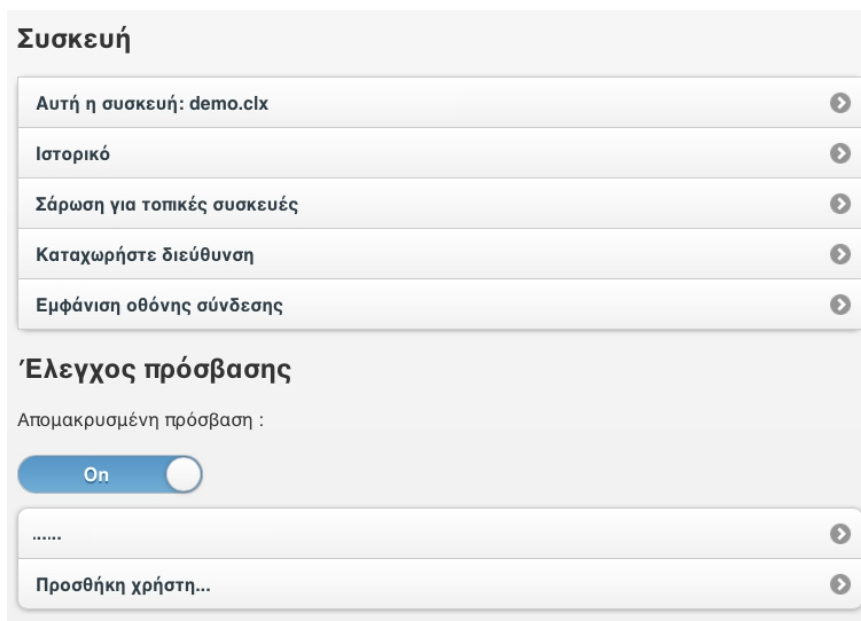 Συσκευή
Αυτή η συσκευή: demo.clx
Ιστορικό
Σάρωση για τοπικές συσκευές
Καταχωρήστε διεύθυνση
Εμφάνιση οθόνης σύνδεσης
Έλεγχος πρόσβασης
Απομακρυσμένη πρόσβαση :
On
......
Προσθήκη χρήστη...